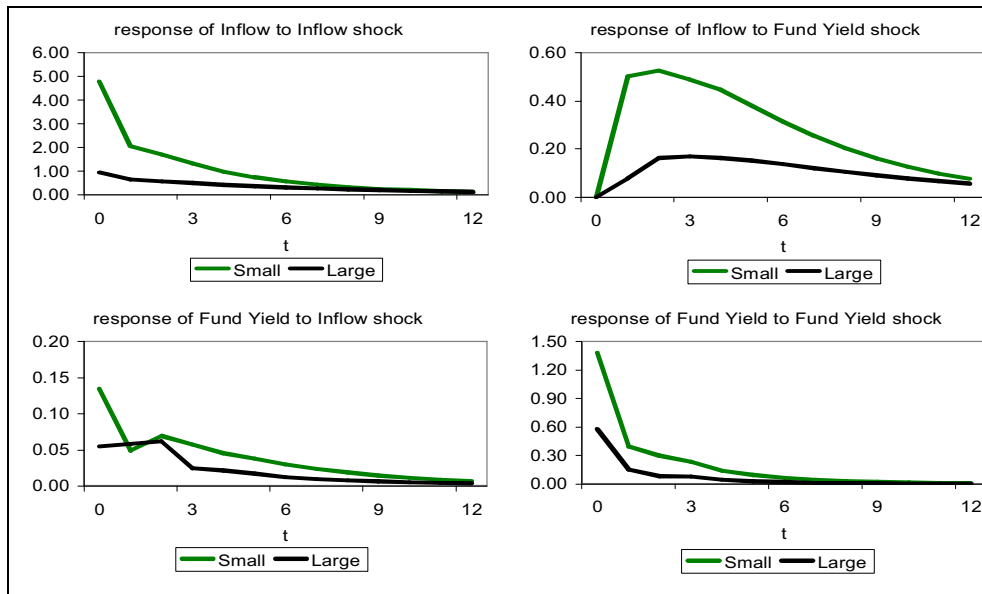 response of Inflow to Inflow shock
6.00
5.00
4.00
3.00
2.00
1.00
0.00
0 3 6 9 12
t
Small Large
response of Inflow to Fund Yield shock
0.60
0.40
0.20
0.00
0 3 6 9 12
t
Small Large
response of Fund Yield to Inflow shock
0.20
0.15
0.10
0.05
0.00
0 3 6 9 12
t
Small Large
response of Fund Yield to Fund Yield shock
1.50
1.20
0.90
0.60
0.30
0.00
0 3 6 9 12
t
Small Large